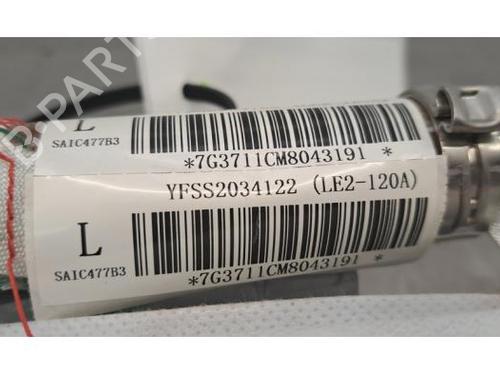 B-PARTS
L
SAIC477B3
*7G3711CM8043191 *
YFSS2034122 (LE2-120A)
L
SAIC477B3
*7G3711CM8043191 *